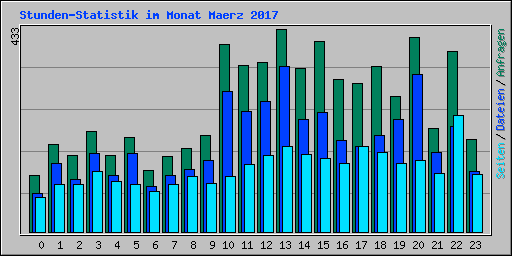 Stunden-Statistik im Monat Maerz 2017
433
Seiten / Dateien / Anfragen
0 1 2 3 4 5 6 7 8 9 10 11 12 13 14 15 16 17 18 19 20 21 22 23